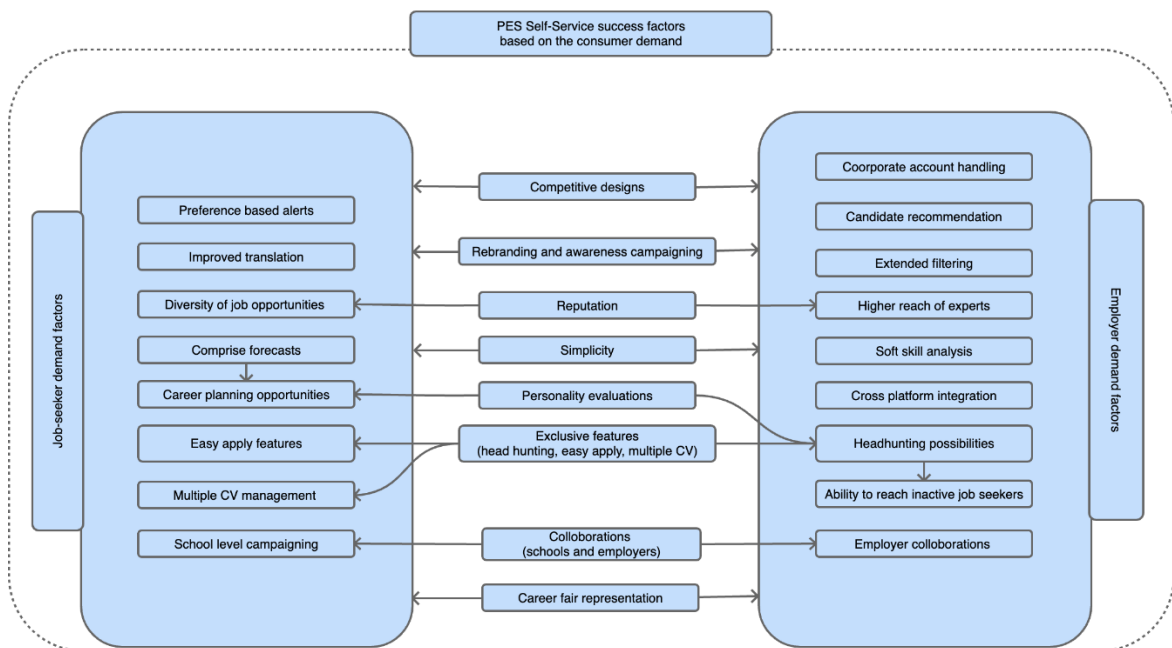 PES Self-Service success factors
based on the consumer demand
Job-seeker demand factors
Preference based alerts
Improved translation
Diversity of job opportunities
Comprise forecasts
Career planning opportunities
Easy apply features
Multiple CV management
School level campaigning
Competitive designs
Rebranding and awareness campaigning
Reputation
Simplicity
Personality evaluations
Exclusive features
(head hunting, easy apply, multiple CV)
Colloborations
(schools and employers)
Career fair representation
Coorporate account handling
Candidate recommendation
Extended filtering
Higher reach of experts
Soft skill analysis
Cross platform integration
Headhunting possibilities
Ability to reach inactive job seekers
Employer colloborations
Employer demand factors